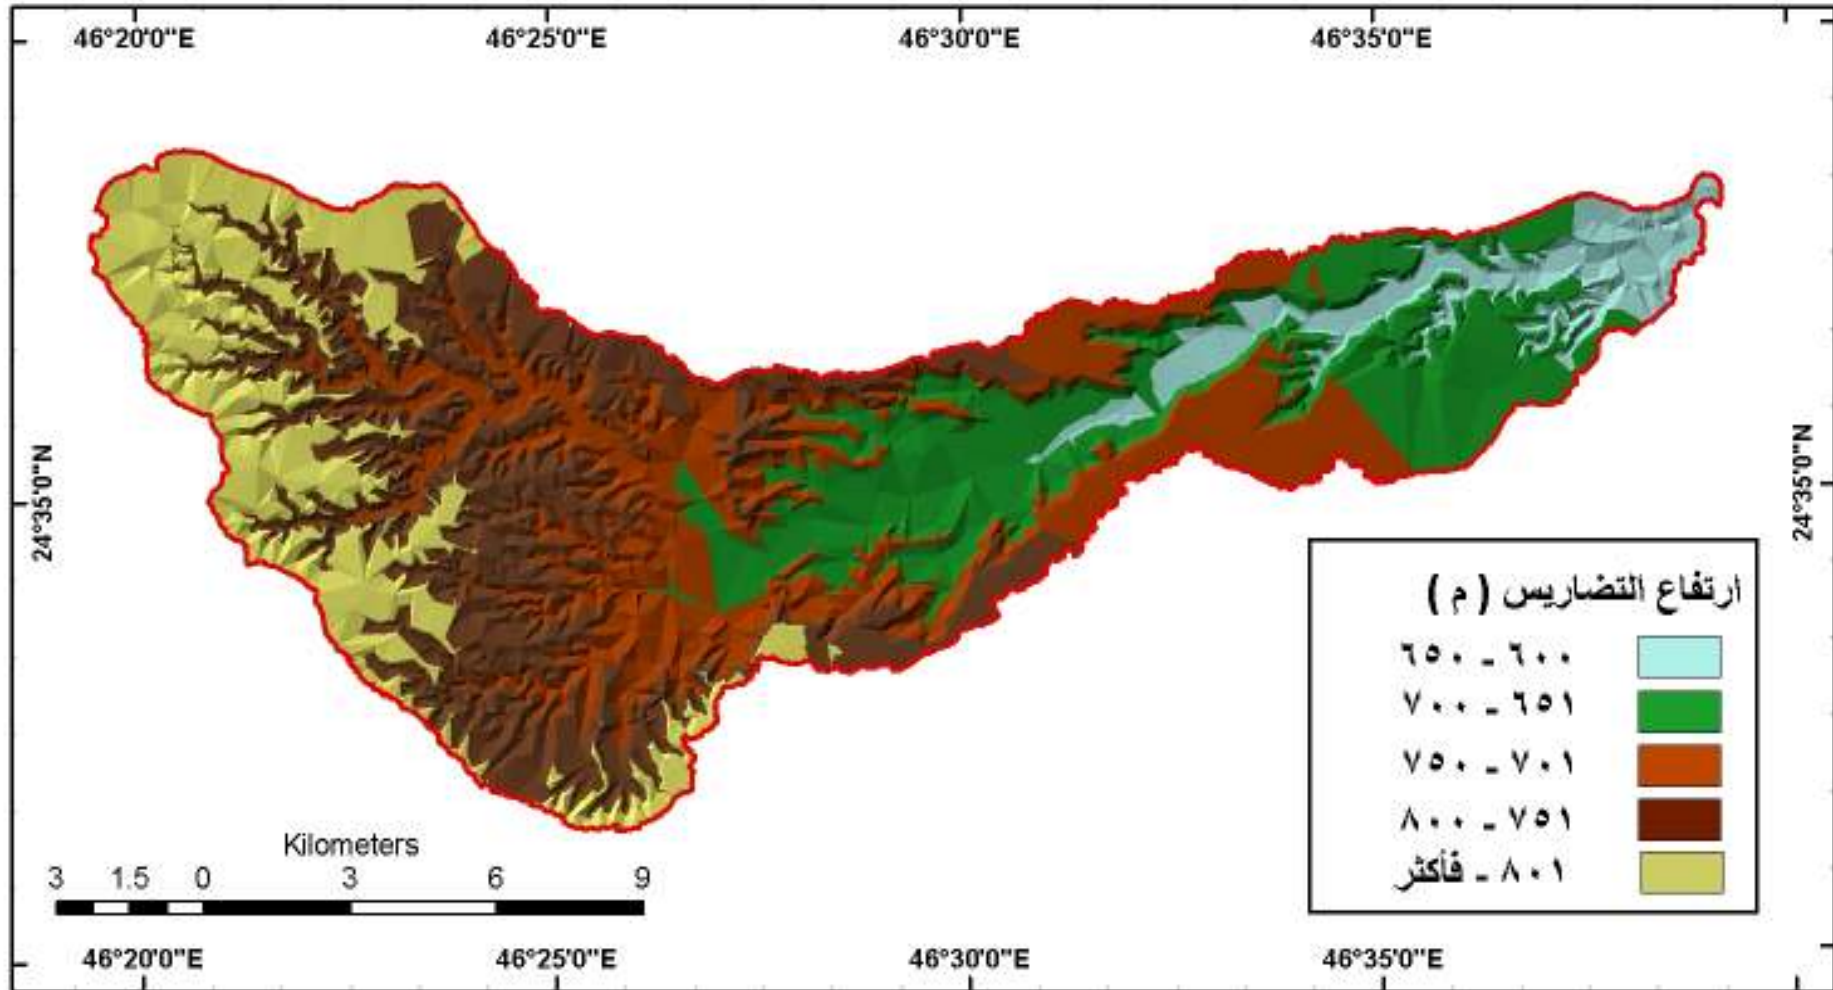 46°20'0"E 46°25'0"E 46°30'0"E 46°35'0"E
24°35'0"N 24°35'0"N
ارتفاع التضاريس ( م )
٦٠٠ - ٦٥٠
٦٥١ - ٧٠٠
٧٠١ - ٧٥٠
٧٥١ - ٨٠٠
٨٠١ - فأكثر
Kilometers
3 1.5 0 3 6 9
46°20'0"E 46°25'0"E 46°30'0"E 46°35'0"E